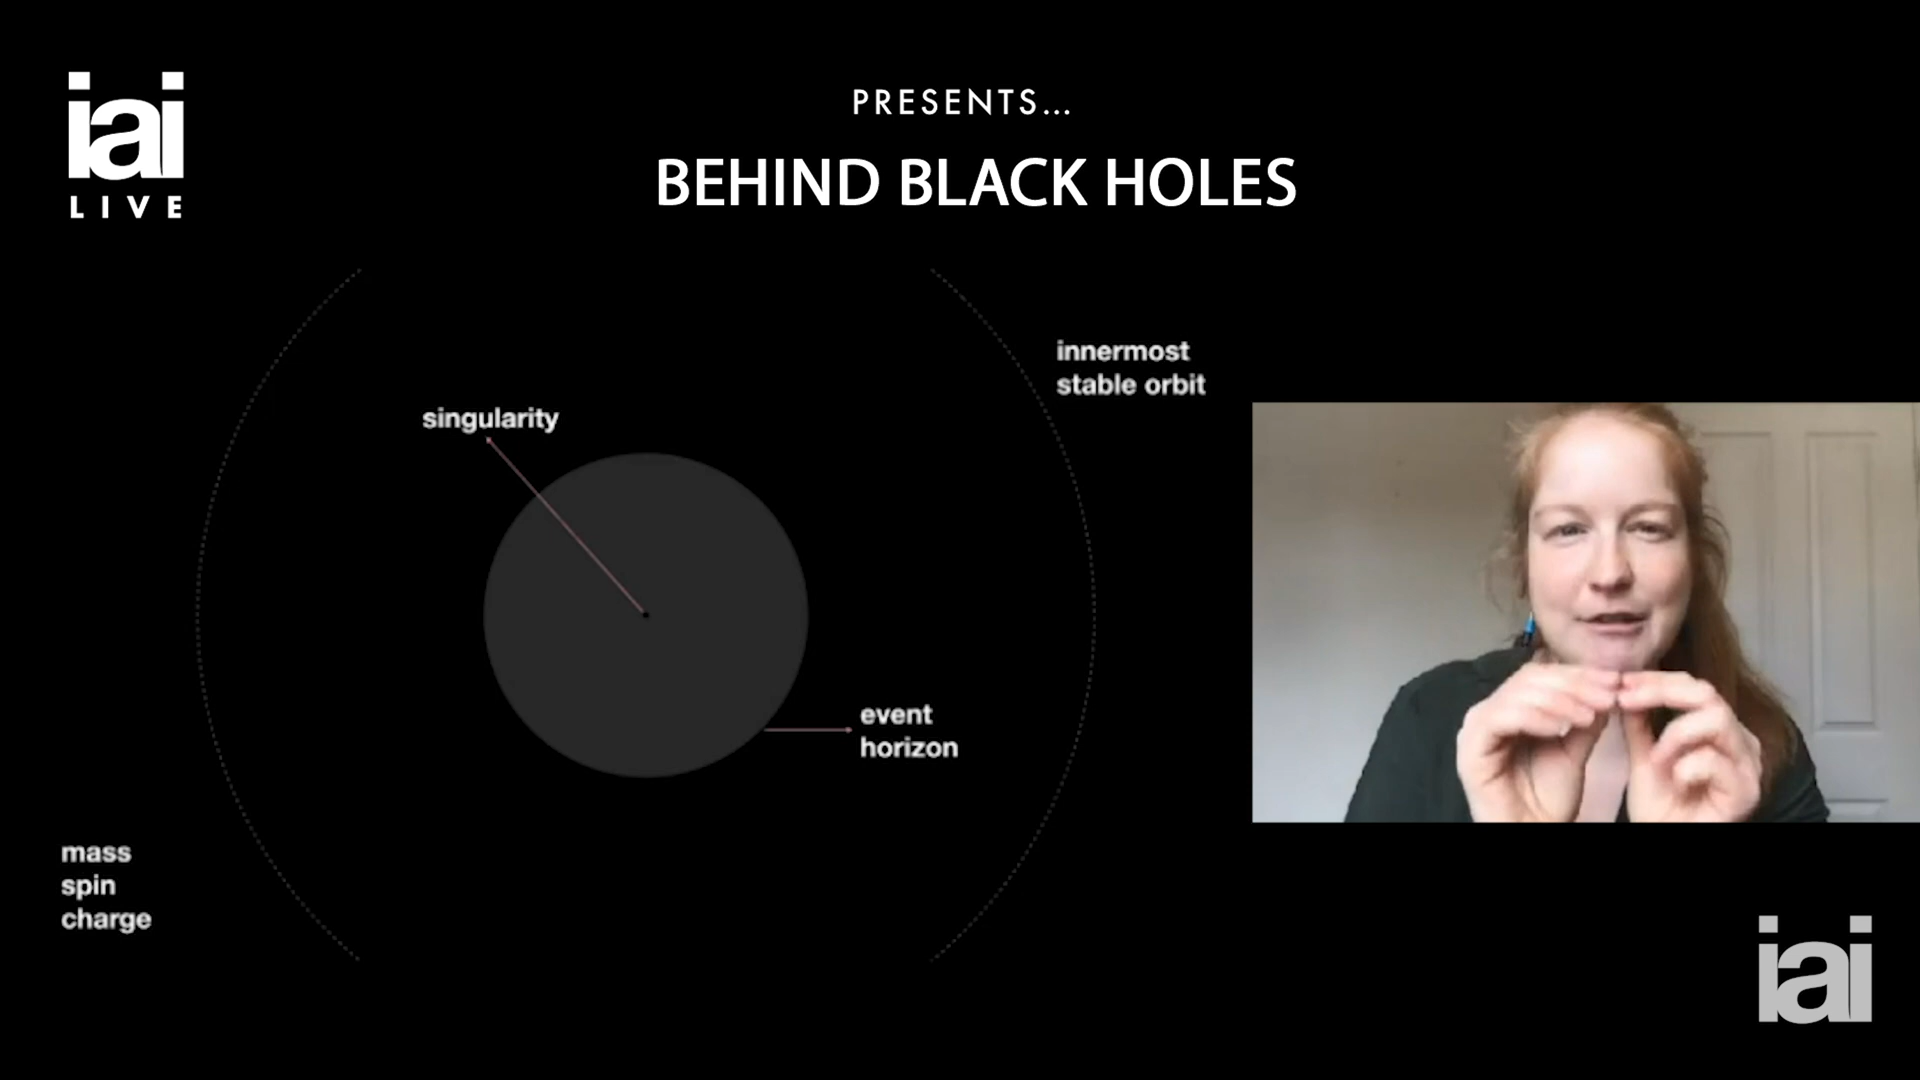 iai
LIVE
PRESENTS...
BEHIND BLACK HOLES
innermost
stable orbit
singularity
event
horizon
mass
spin
charge
iai